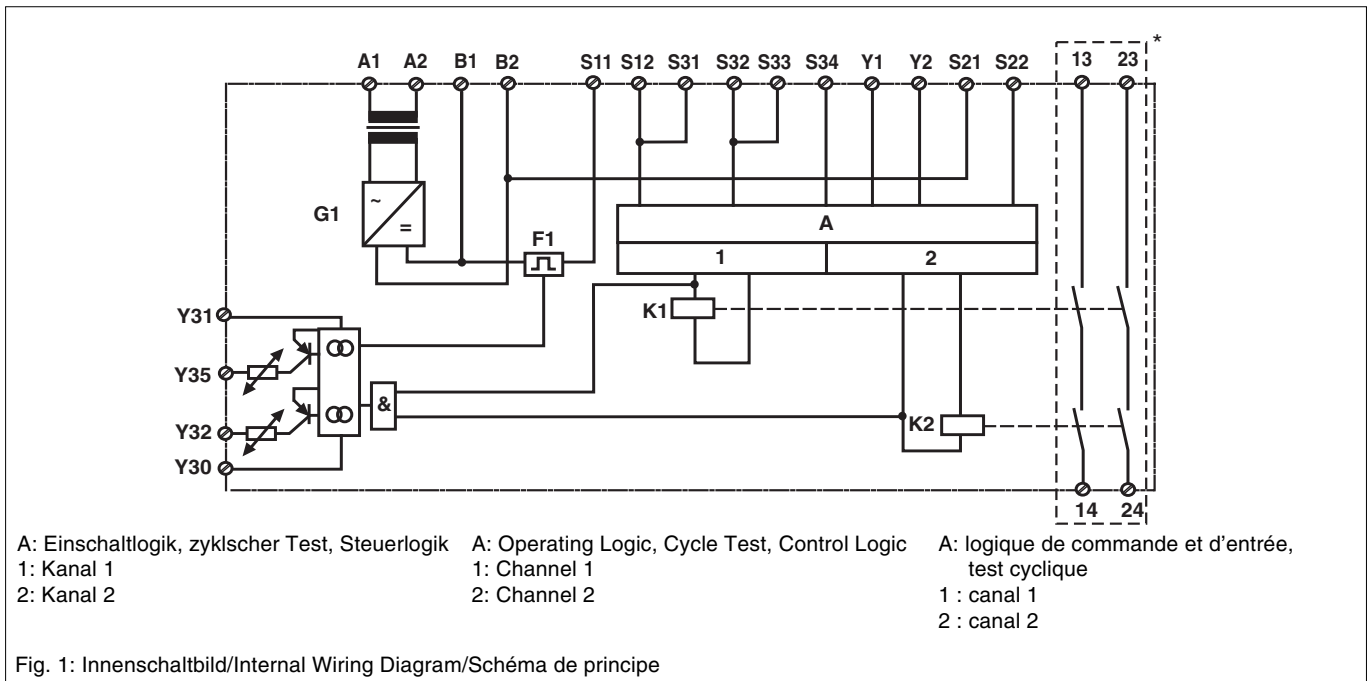 *
A1 A2 B1 B2 S11 S12 S31 S32 S33 S34 Y1 Y2 S21 S22 13 23
G1
~
=
F1
A
1 2
K1
Y31
Y35
Y32
Y30
&
K2
14 24
A: Einschaltlogik, zyklscher Test, Steuerlogik
1: Kanal 1
2: Kanal 2
A: Operating Logic, Cycle Test, Control Logic
1: Channel 1
2: Channel 2
A: logique de commande et d'entrée,
test cyclique
1 : canal 1
2 : canal 2
Fig. 1: Innenschaltbild/Internal Wiring Diagram/Schéma de principe